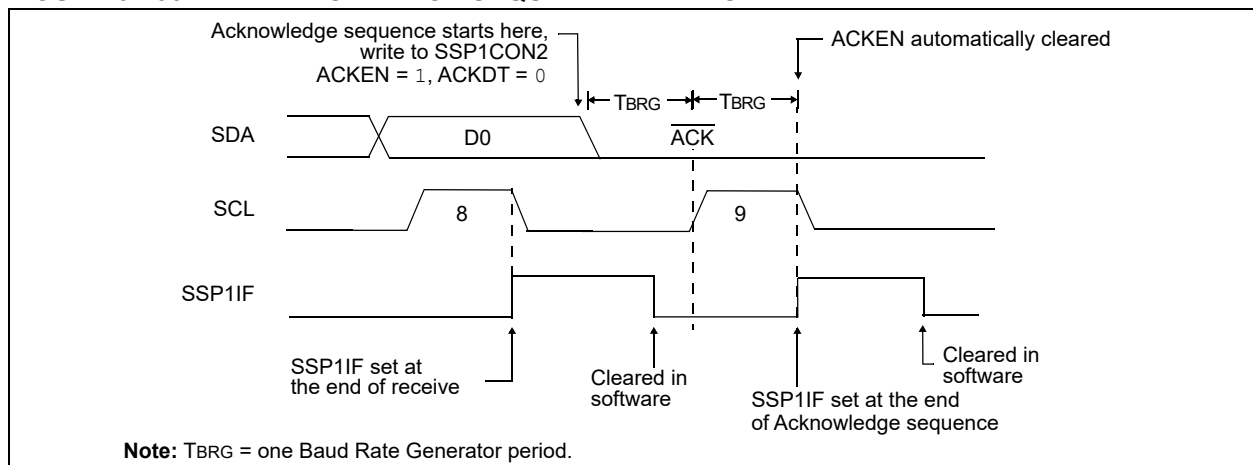 Acknowledge sequence starts here,
write to SSP1CON2
ACKEN = 1, ACKDT = 0
ACKEN automatically cleared
TBRG
TBRG
SDA
D0
ACK
SCL
8
9
SSP1IF
SSP1IF set at
the end of receive
Cleared in
software
SSP1IF set at the end
of Acknowledge sequence
Cleared in
software
Note: TBRG = one Baud Rate Generator period.